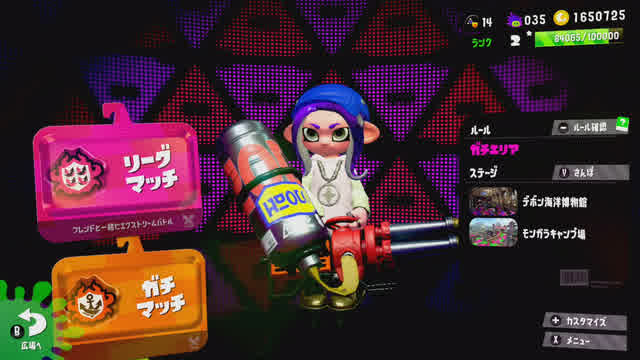 14
035
1650725
ランク
2
84065/100000
リーグ
マッチ
フレンドと一緒にエクストリームバトル
ガチ
マッチ
B
広場へ
ルール
ルール確認
ガチエリア
ステージ
Y さんぽ
デボン海洋博物館
モンガラキャンプ場
カスタマイズ
X メニュー